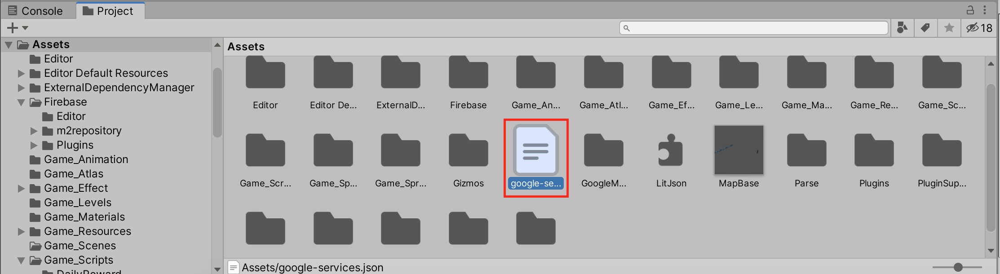 Console
Project
18
Assets
Editor
Editor Default Resources
ExternalDependencyManager
Firebase
Editor
m2repository
Plugins
Game_Animation
Game_Atlas
Game_Effect
Game_Levels
Game_Materials
Game_Resources
Game_Scenes
Game_Scripts
DailyReward
Assets
Editor
Editor De...
ExternalD...
Firebase
Game_An...
Game_Atl...
Game_Ef...
Game_Le...
Game_Ma...
Game_Re...
Game_Sc...
Game_Scr...
Game_Sp...
Game_Spr...
Gizmos
google-se...
GoogleM...
LitJson
MapBase
Parse
Plugins
PluginSup...
Assets/google-services.json